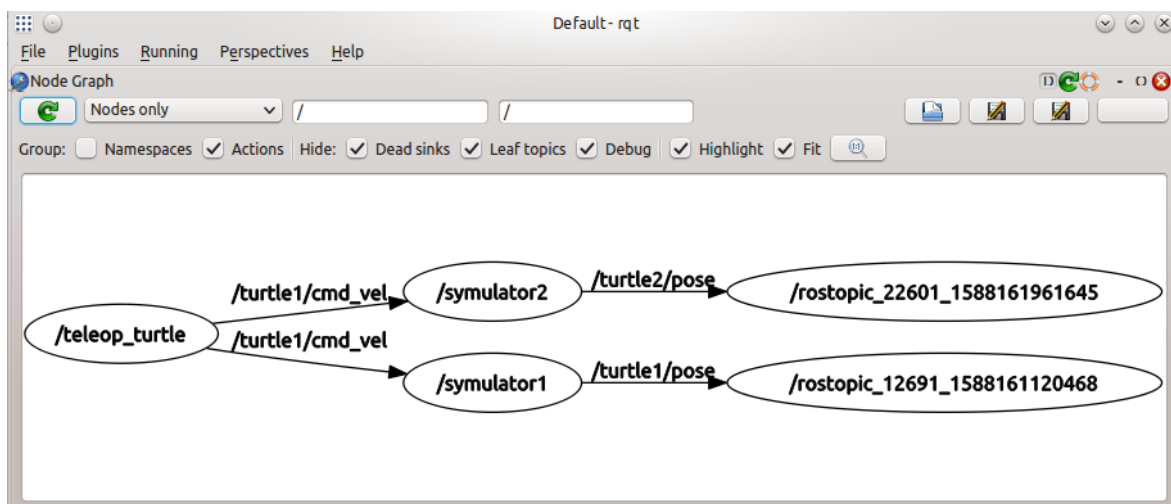 Default - rqt
File Plugins Running Perspectives Help
Node Graph
Nodes only / /
Group: Namespaces Actions Hide: Dead sinks Leaf topics Debug Highlight Fit
/turtle1/cmd_vel /symulator2 /turtle2/pose /rostopic_22601_1588161961645
/teleop_turtle
/turtle1/cmd_vel /symulator1 /turtle1/pose /rostopic_12691_1588161120468